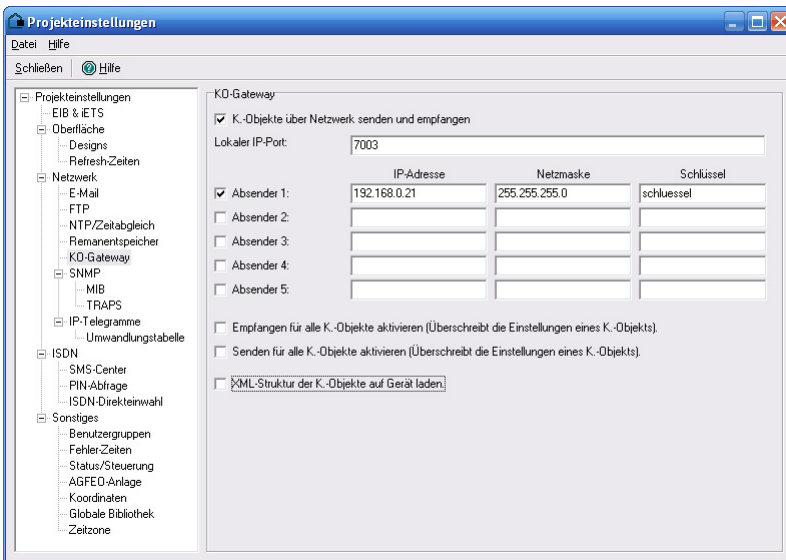 Projekteinstellungen
Datei Hilfe
Schließen Hilfe
Projekteinstellungen
EIB & iETS
Oberfläche
Designs
Refresh-Zeiten
Netzwerk
E-Mail
FTP
NTP/Zeitabgleich
Remanentspeicher
KO-Gateway
SNMP
MIB
TRAPS
IP-Telegramme
Umwandlungstabelle
ISDN
SMS-Center
PIN-Abfrage
ISDN-Direkteinwahl
Sonstiges
Benutzergruppen
Fehler-Zeiten
Status/Steuerung
AGFEO-Anlage
Koordinaten
Globale Bibliothek
Zeitzone
KO-Gateway
K.-Objekte über Netzwerk senden und empfangen
Lokaler IP-Port: 7003
IP-Adresse Netzmaske Schlüssel
Absender 1: 192.168.0.21 255.255.255.0 schluessel
Absender 2:
Absender 3:
Absender 4:
Absender 5:
Empfangen für alle K.-Objekte aktivieren (Überschreibt die Einstellungen eines K.-Objekts).
Senden für alle K.-Objekte aktivieren (Überschreibt die Einstellungen eines K.-Objekts).
XML-Struktur der K.-Objekte auf Gerät laden.